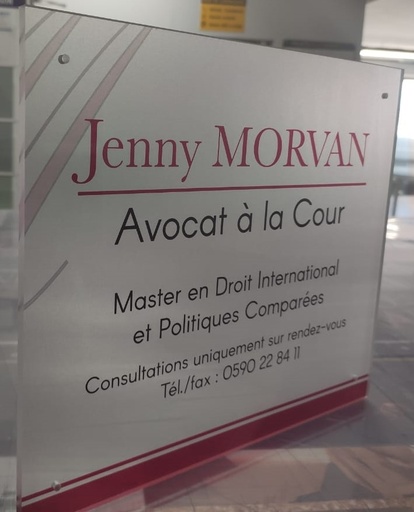 Jenny MORVAN
Avocat à la Cour
Master en Droit International
et Politiques Comparées
Consultations uniquement sur rendez-vous
Tél./fax : 0590 22 84 11